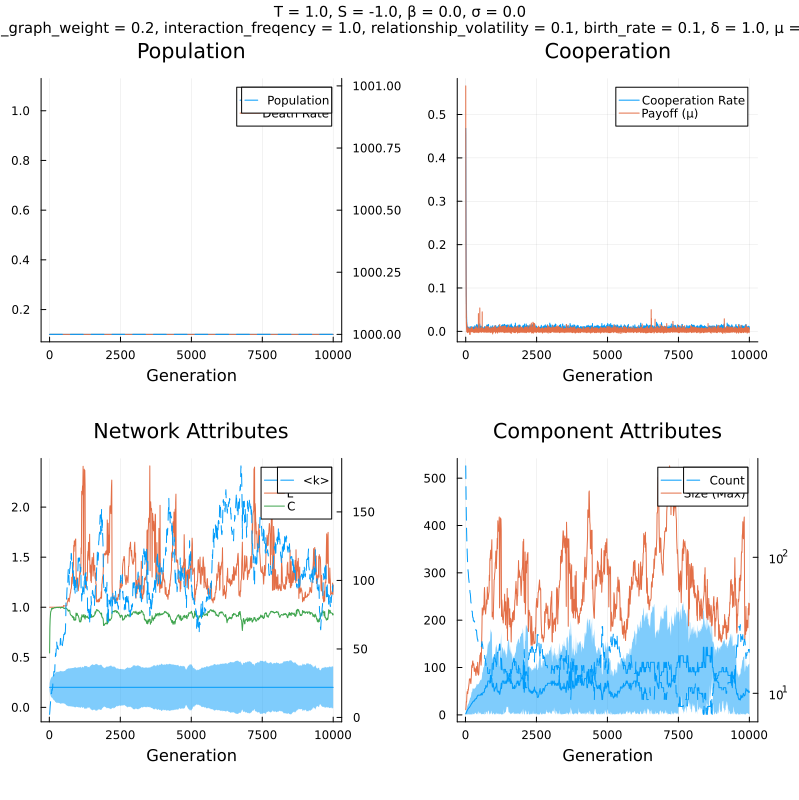 T = 1.0, S = -1.0, β = 0.0, σ = 0.0
_graph_weight = 0.2, interaction_freqency = 1.0, relationship_volatility = 0.1, birth_rate = 0.1, δ = 1.0, μ =
Population
Cooperation
1.0
0.8
0.6
0.4
0.2
1001.00
1000.75
1000.50
1000.25
1000.00
Population
Death Rate
0 2500 5000 7500 10000
Generation
0.5
0.4
0.3
0.2
0.1
0.0
Cooperation Rate
Payoff (μ)
0 2500 5000 7500 10000
Generation
Network Attributes
Component Attributes
2.0
1.5
1.0
0.5
0.0
150
100
50
0
<k>
C
0 2500 5000 7500 10000
Generation
500
400
300
200
100
0
10²
10¹
Count
Size (Max)
0 2500 5000 7500 10000
Generation